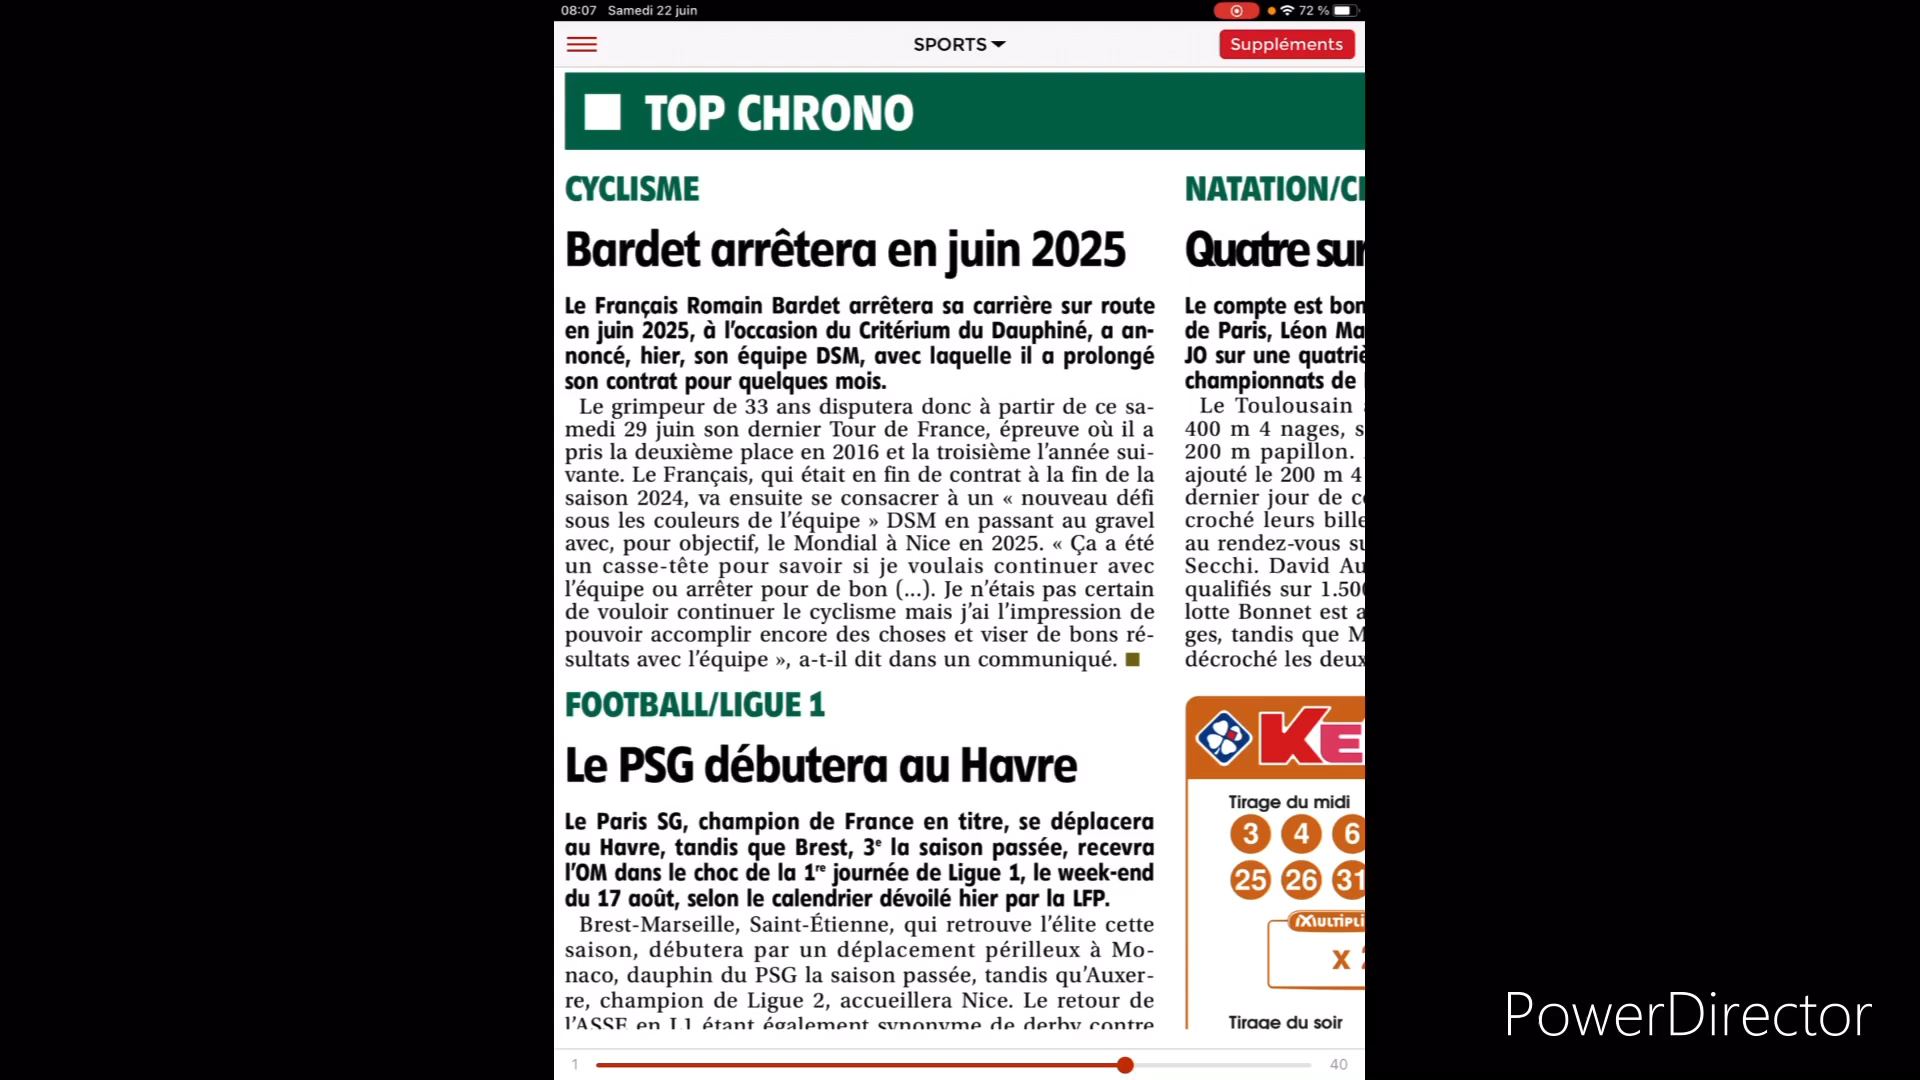 08:07 Samedi 22 juin
72 %
SPORTS
Suppléments
TOP CHRONO
CYCLISME
Bardet arrêtera en juin 2025
Le Français Romain Bardet arrêtera sa carrière sur route
en juin 2025, à l'occasion du Critérium du Dauphiné, a an-
noncé, hier, son équipe DSM, avec laquelle il a prolongé
son contrat pour quelques mois.
Le grimpeur de 33 ans disputera donc à partir de ce sa-
medi 29 juin son dernier Tour de France, épreuve où il a
pris la deuxième place en 2016 et la troisième l'année sui-
vante. Le Français, qui était en fin de contrat à la fin de la
saison 2024, va ensuite se consacrer à un « nouveau défi
sous les couleurs de l'équipe » DSM en passant au gravel
avec, pour objectif, le Mondial à Nice en 2025. « Ça a été
un casse-tête pour savoir si je voulais continuer avec
l'équipe ou arrêter pour de bon (...). Je n'étais pas certain
de vouloir continuer le cyclisme mais j'ai l'impression de
pouvoir accomplir encore des choses et viser de bons ré-
sultats avec l'équipe », a-t-il dit dans un communiqué.
FOOTBALL/LIGUE 1
Le PSG débutera au Havre
Le Paris SG, champion de France en titre, se déplacera
au Havre, tandis que Brest, 3e la saison passée, recevra
l'OM dans le choc de la 1re journée de Ligue 1, le week-end
du 17 août, selon le calendrier dévoilé hier par la LFP.
Brest-Marseille, Saint-Étienne, qui retrouve l'élite cette
saison, débutera par un déplacement périlleux à Mo-
naco, dauphin du PSG la saison passée, tandis qu'Auxer-
re, champion de Ligue 2, accueillera Nice. Le retour de
l'ASSE en L1 étant également synonyme de derby contre
NATATION/
Quatre sur
Le compte est bon
de Paris, Léon Ma
JO sur une quatriè
championnats de
Le Toulousain
400 m 4 nages, s
200 m papillon.
ajouté le 200 m 4
dernier jour de c
croché leurs bille
au rendez-vous su
Secchi. David Au
qualifiés sur 1.500
lotte Bonnet est a
ges, tandis que M
décroché les deux
KE
Tirage du midi
3 4 6
25 26 31
MULTIPLI
x 2
Tirage du soir
1
40
PowerDirector